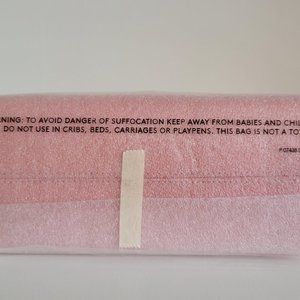 NING: TO AVOID DANGER OF SUFFOCATION KEEP AWAY FROM BABIES AND CHIL
DO NOT USE IN CRIBS, BEDS, CARRIAGES OR PLAYPENS. THIS BAG IS NOT A TO